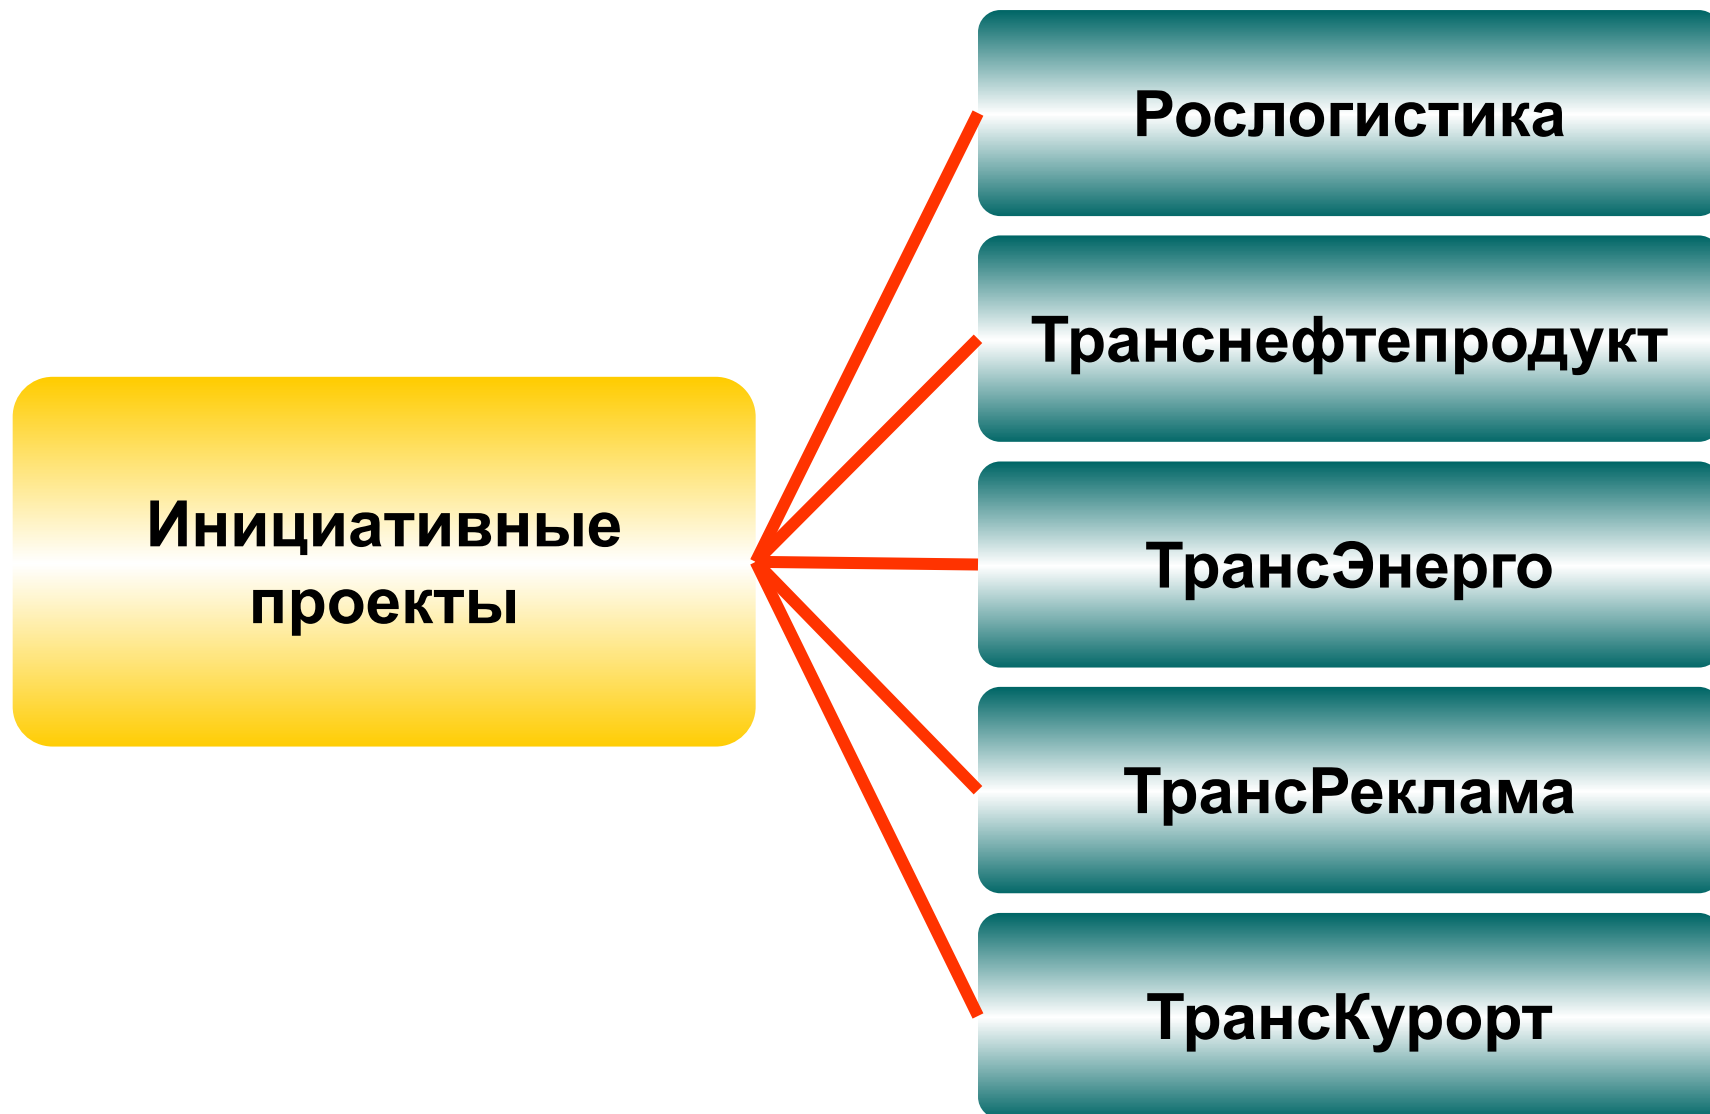 Рослогистика
Транснефтепродукт
Инициативные
проекты
ТрансЭнерго
ТрансРеклама
ТрансКурорт